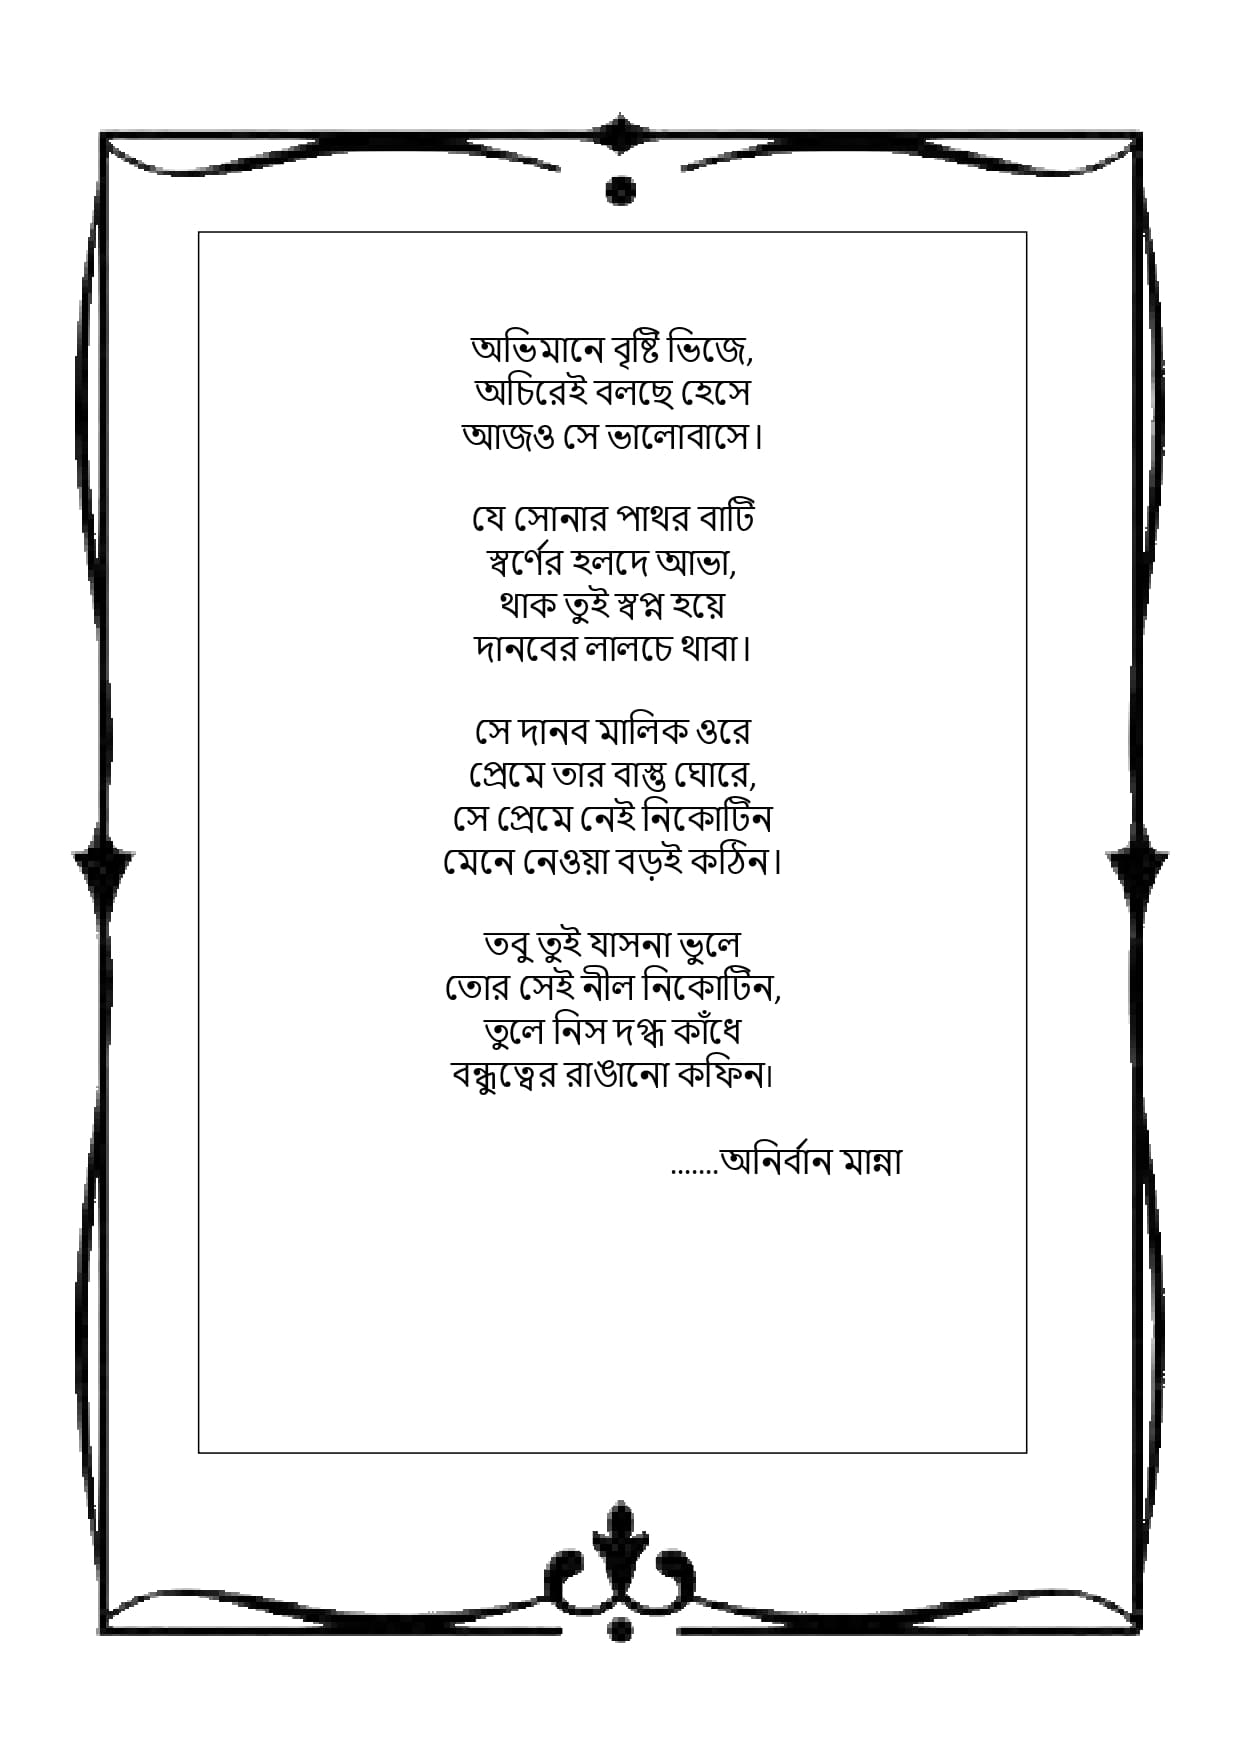 অভিমানে বৃষ্টি ভিজে,
অচিরেই বলছে হেসে
আজও সে ভালোবাসে।
যে সোনার পাথর বাটি
স্বর্ণের হলদে আভা,
থাক তুই স্বপ্ন হয়ে
দানবের লালচে থাবা।
সে দানব মালিক ওরে
প্রেমে তার বাস্তু ঘোরে,
সে প্রেমে নেই নিকোটিন
মেনে নেওয়া বড়ই কঠিন।
তবু তুই যাসনা ভুলে
তোর সেই নীল নিকোটিন,
তুলে নিস দগ্ধ কাঁধে
বন্ধুত্বের রাঙানো কফিন।
.......অনির্বান মান্না